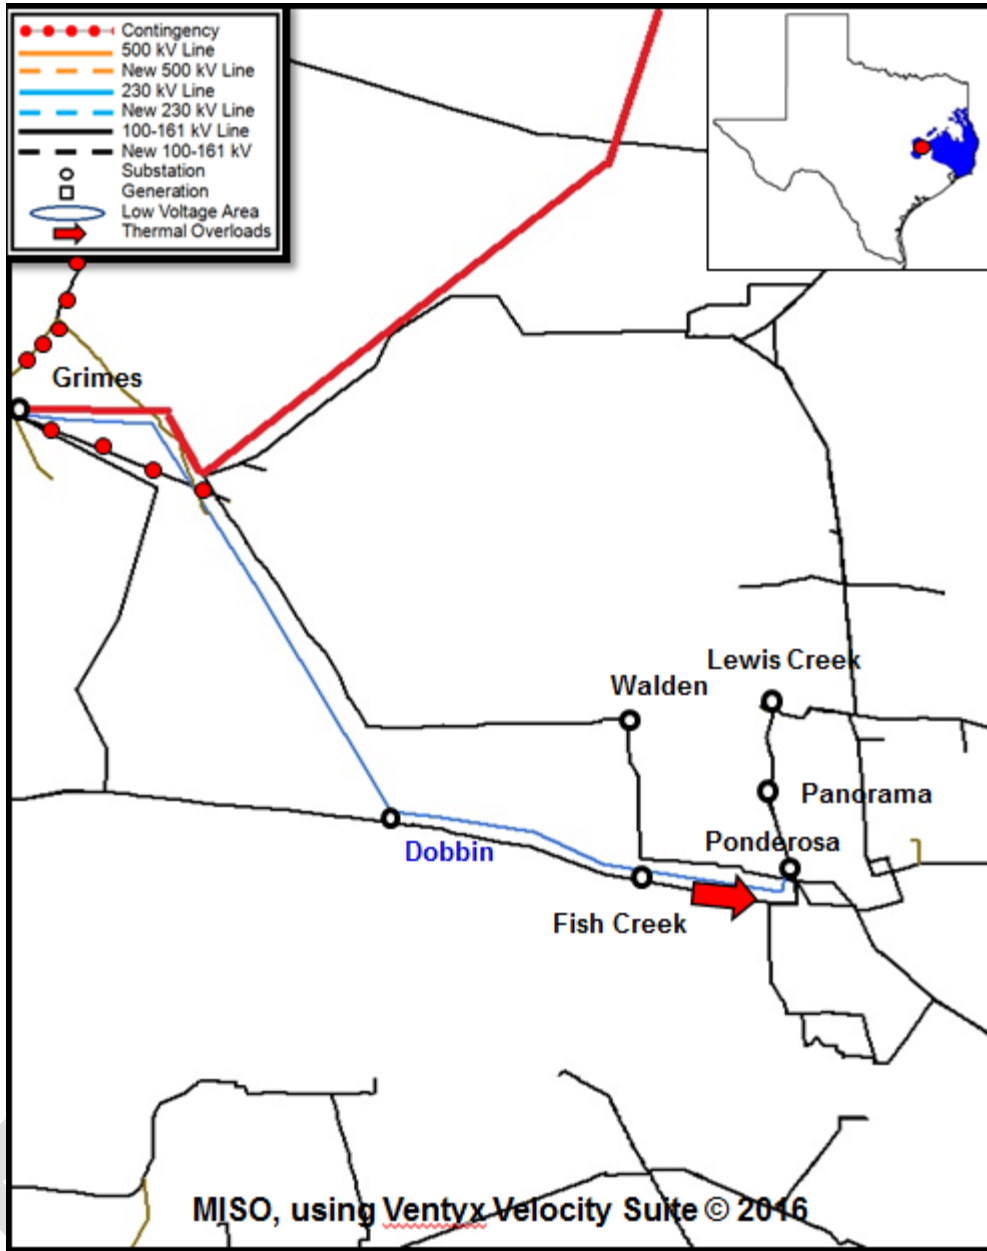 Contingency
500 kV Line
New 500 kV Line
230 kV Line
New 230 kV Line
100-161 kV Line
New 100-161 kV
Substation
Generation
Low Voltage Area
Thermal Overloads
Grimes
Lewis Creek
Walden
Panorama
Ponderosa
Dobbin
Fish Creek
MISO, using Ventyx Velocity Suite © 2016